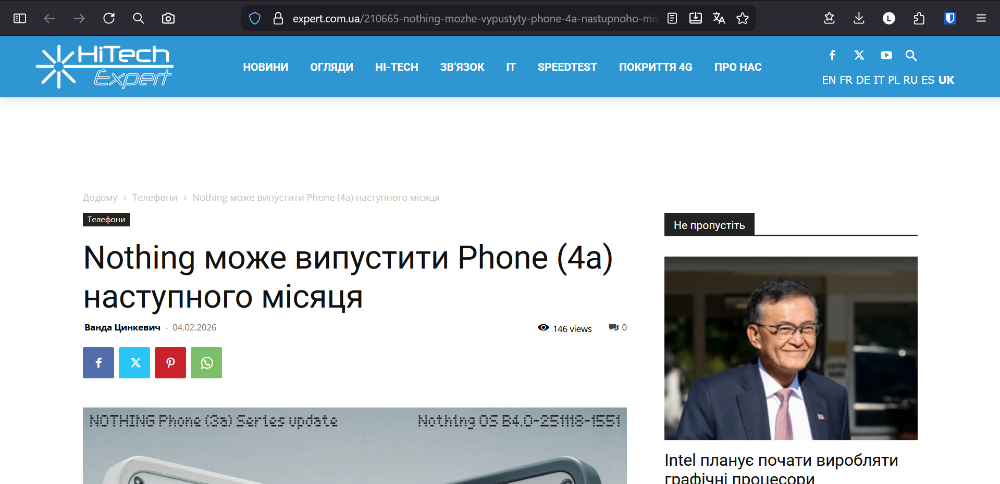 expert.com.ua/210665-nothing-mozhe-vypustyty-phone-4a-nastupnoho-mis
L
HiTech
Expert
НОВИНИ ОГЛЯДИ HI-TECH ЗВ’ЯЗОК IT SPEEDTEST ПОКРИТТЯ 4G ПРО НАС
EN FR DE IT PL RU ES UK
Додому › Телефони › Nothing може випустити Phone (4a) наступного місяця
Телефони
Nothing може випустити Phone (4a)
наступного місяця
Ванда Цинкевич - 04.02.2026
146 views 0
NOTHING Phone (3a) Series update
Nothing OS B4.0-251118-1551
Не пропустіть
Intel планує почати виробляти
графічні процесори